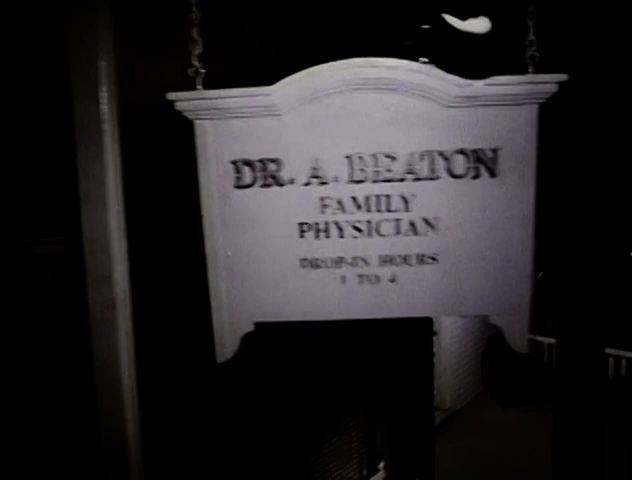 DR. A. BEATON
FAMILY
PHYSICIAN
DROP-IN HOURS
1 TO 4